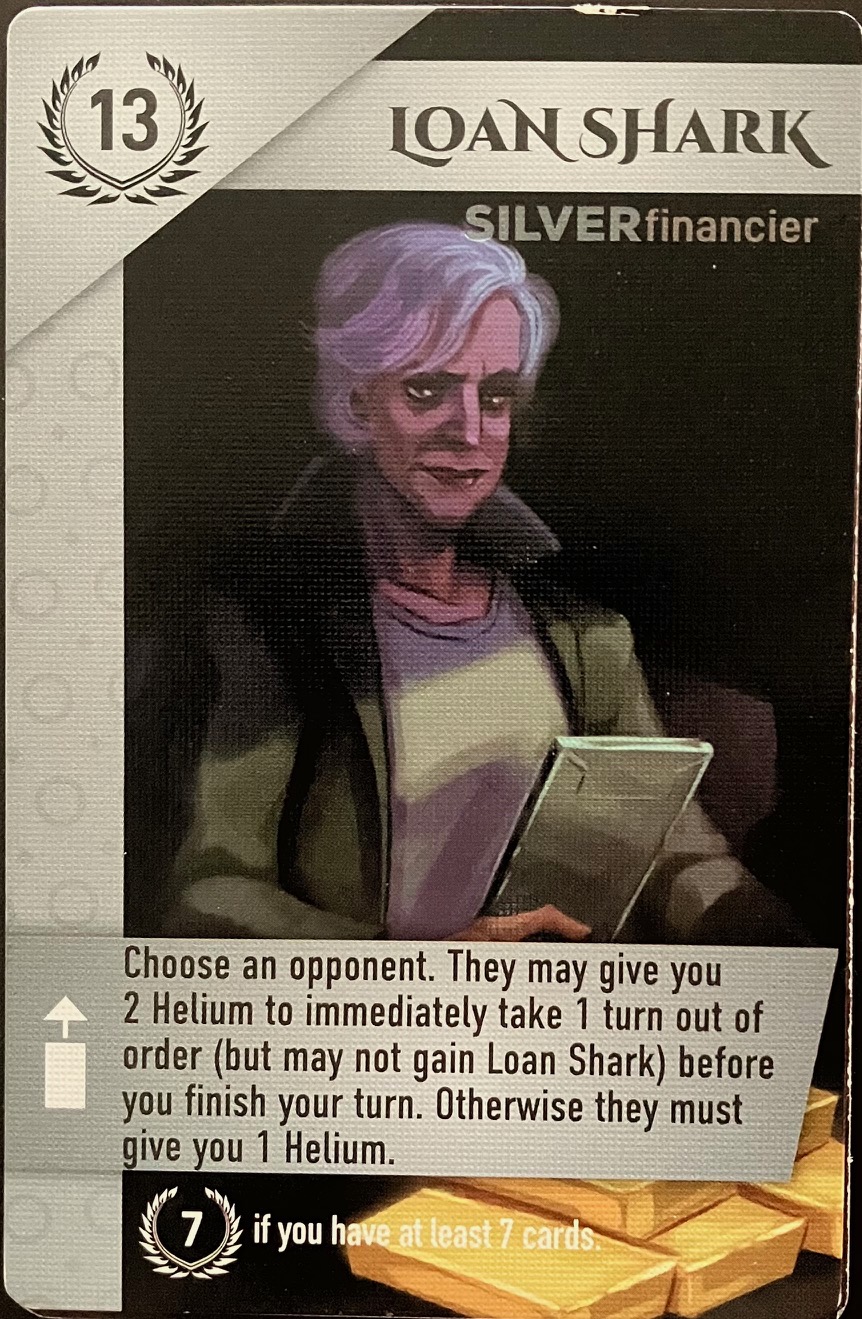 13
LOAN SHARK
SILVERfinancier
Choose an opponent. They may give you
2 Helium to immediately take 1 turn out of
order (but may not gain Loan Shark) before
you finish your turn. Otherwise they must
give you 1 Helium.
7 if you have at least 7 cards.